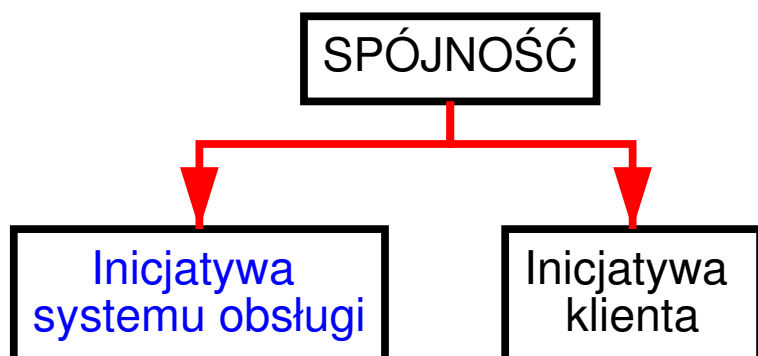 SPÓJNOŚĆ
Inicjatywa
systemu obsługi
Inicjatywa
klienta